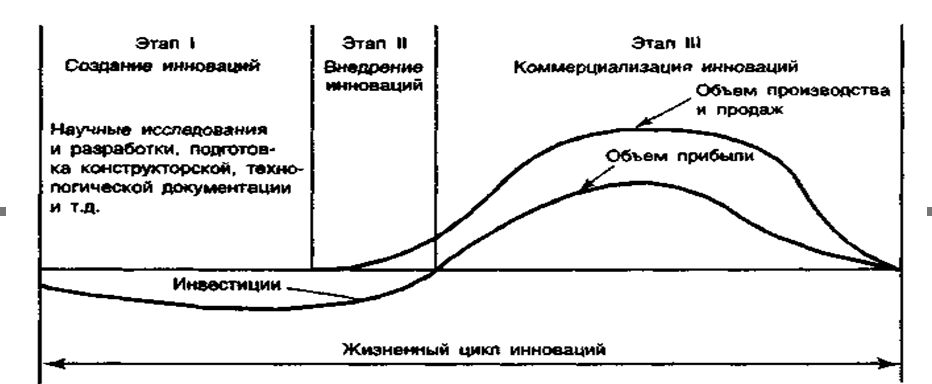 Этап I
Создание инноваций
Этап II
Внедрение
инноваций
Этап III
Коммерциализация инноваций
Объем производства
и продаж
Научные исследования
и разработки, подготов-
ка конструкторской, техно-
логической документации
и т.д.
Объем прибыли
Инвестиции
Жизненный цикл инноваций